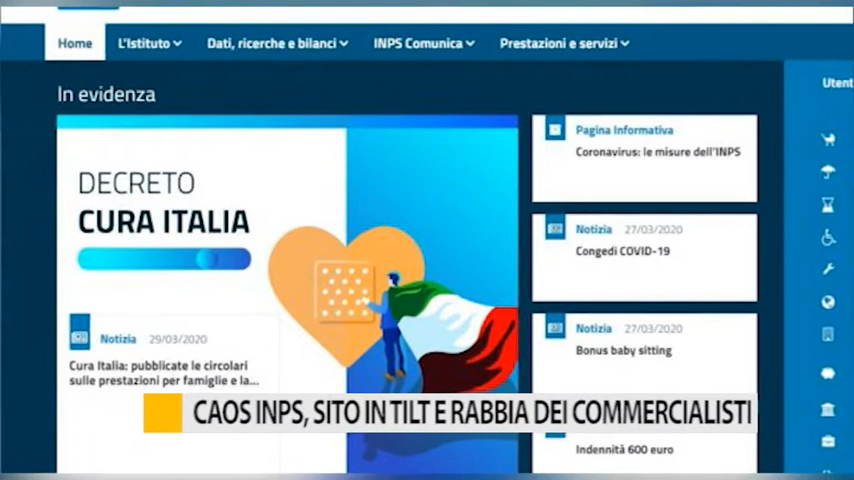 Home L'Istituto Dati, ricerche e bilanci INPS Comunica Prestazioni e servizi
Utent
In evidenza
DECRETO
CURA ITALIA
Notizia 29/03/2020
Cura Italia: pubblicate le circolari
sulle prestazioni per famiglie e la...
Pagina Informativa
Coronavirus: le misure dell'INPS
Notizia 27/03/2020
Congedi COVID-19
Notizia 27/03/2020
Bonus baby sitting
Indennità 600 euro
CAOS INPS, SITO IN TILT E RABBIA DEI COMMERCIALISTI